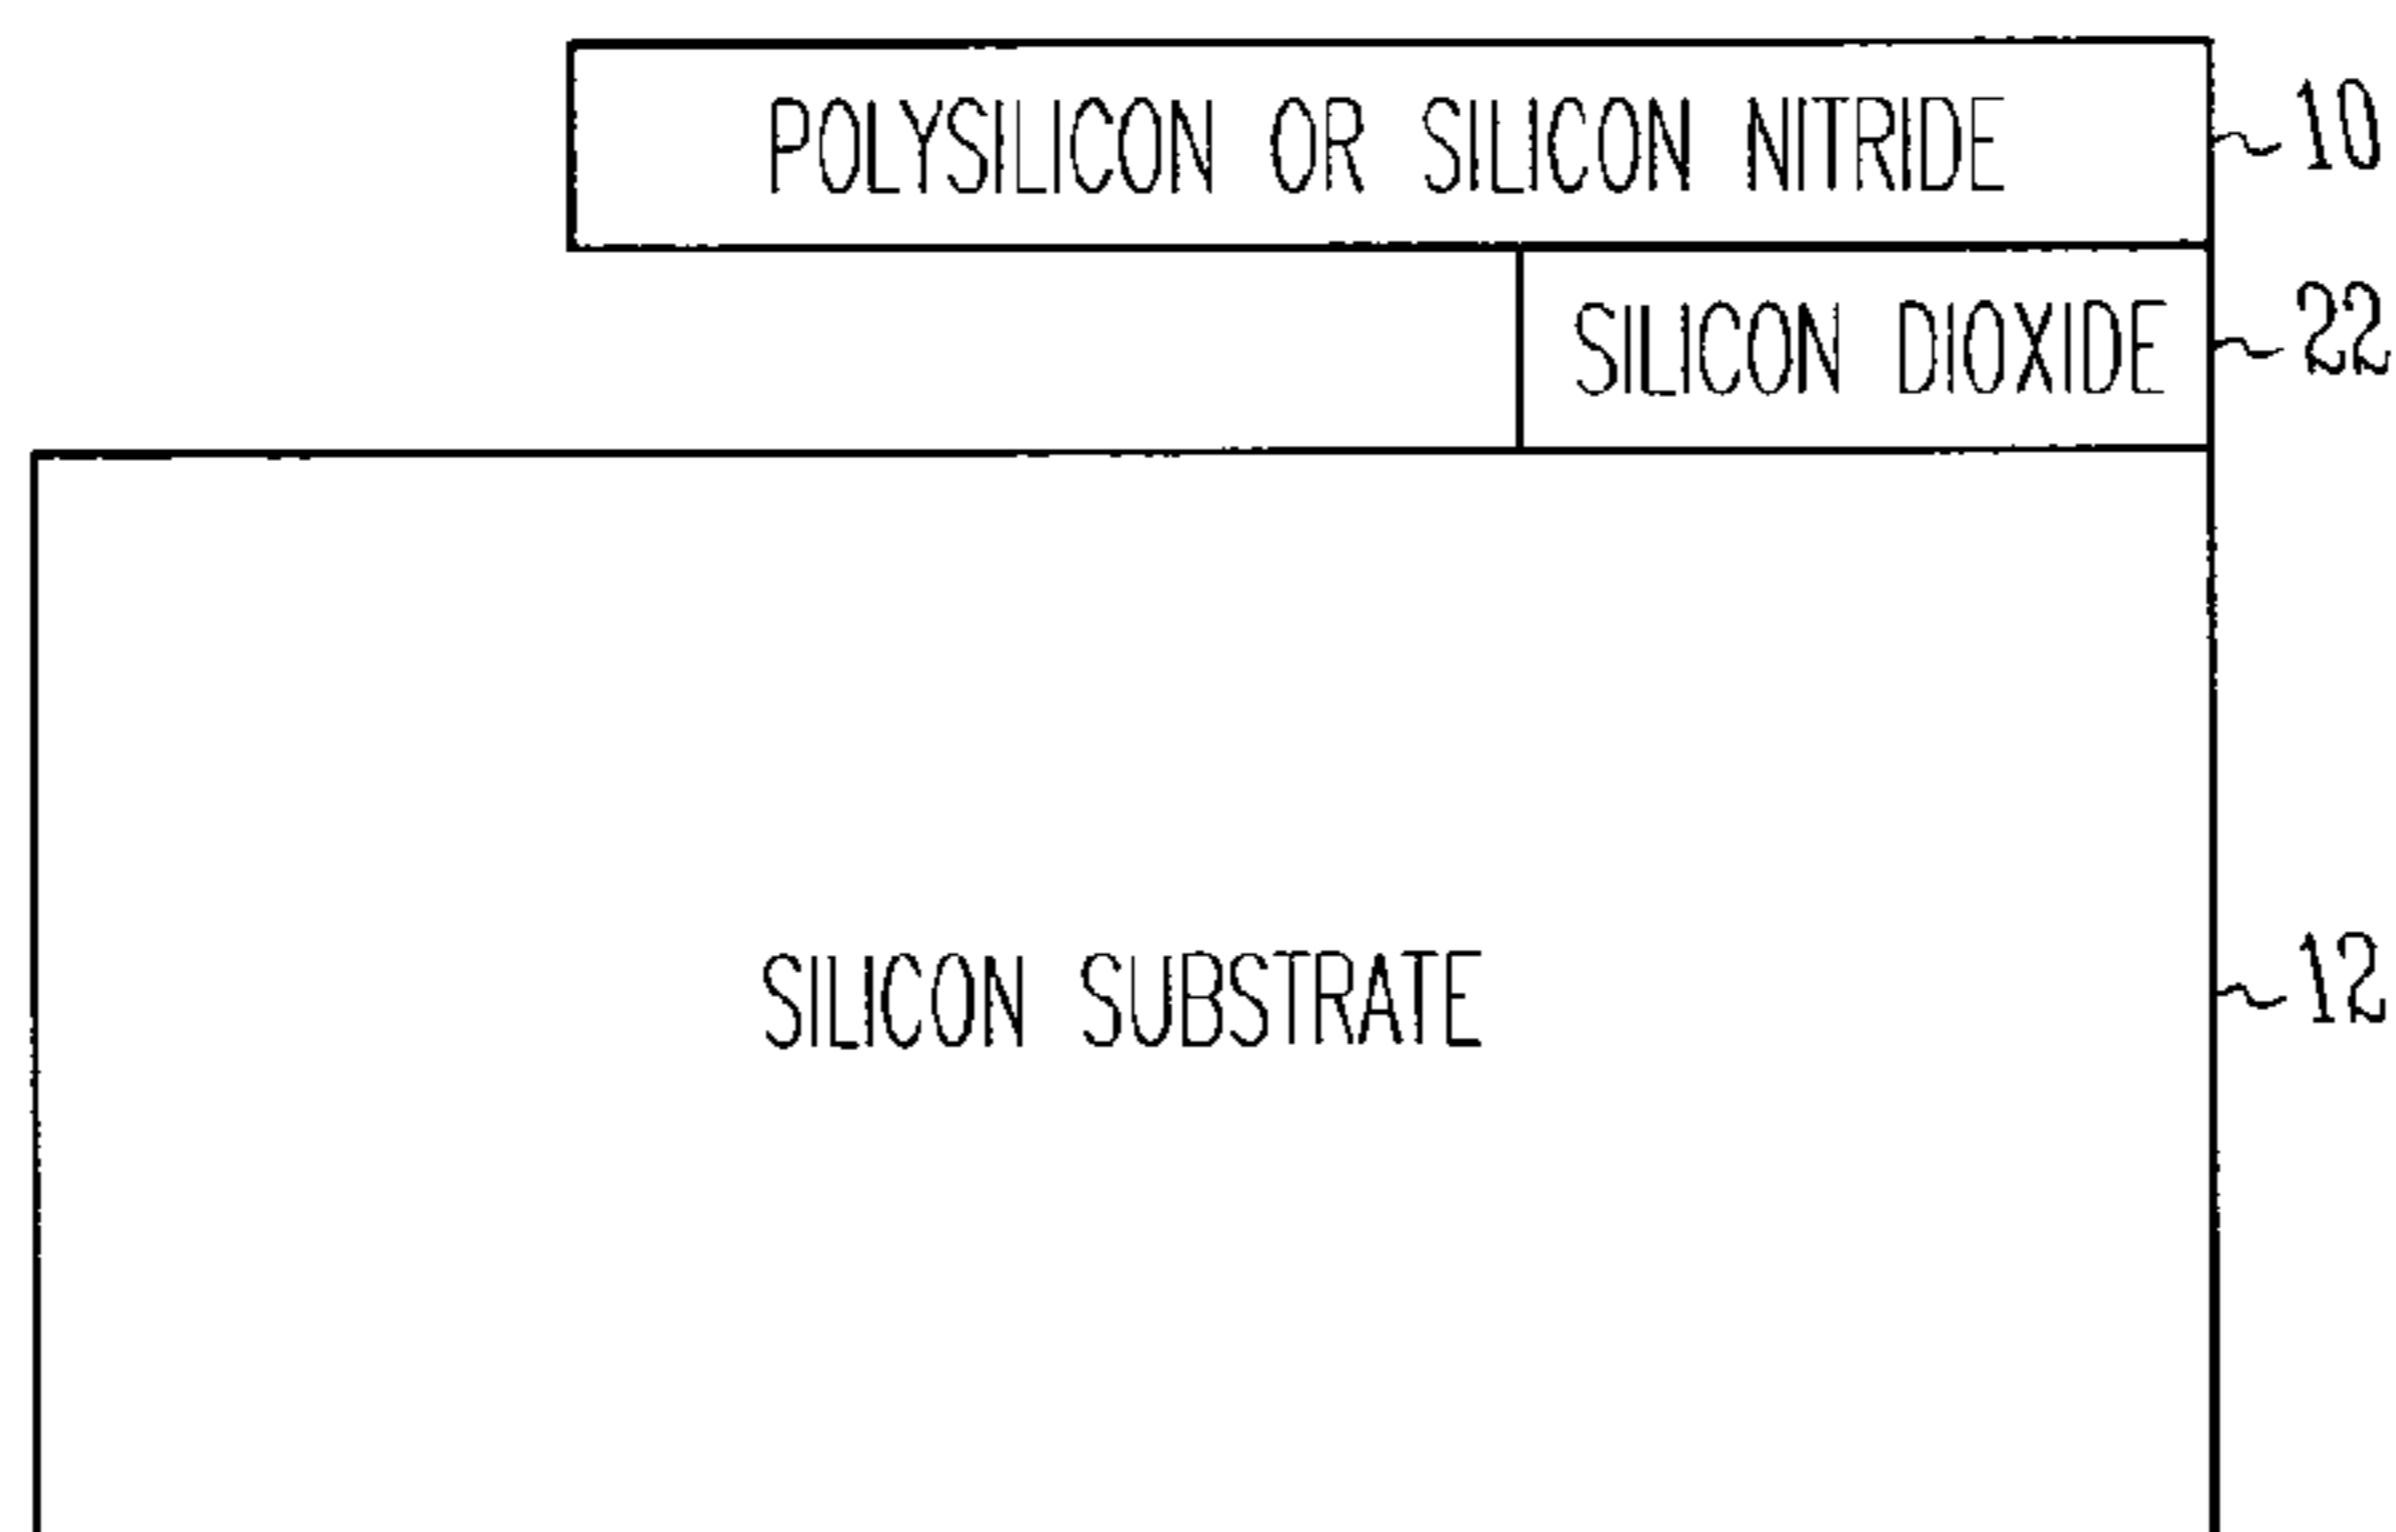 POLYSILICON OR SILICON NITRIDE 10
SILICON DIOXIDE 22
SILICON SUBSTRATE 12